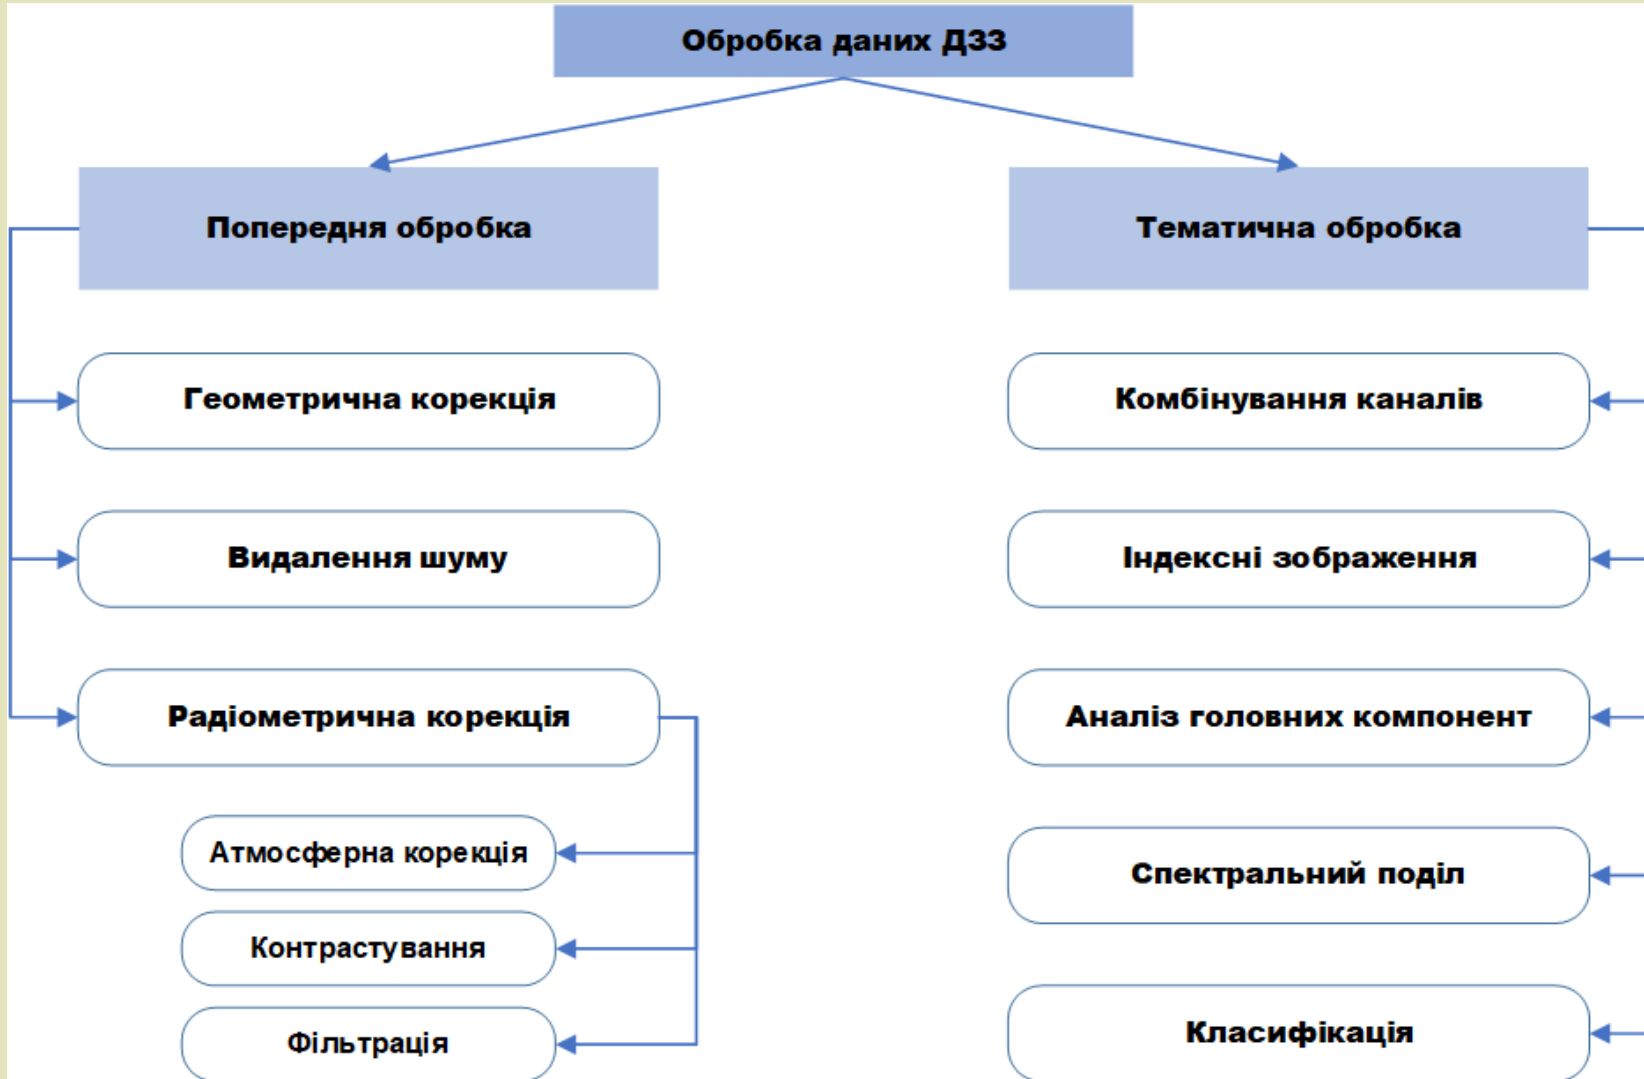 Обробка даних ДЗЗ
Попередня обробка
Тематична обробка
Геометрична корекція
Комбінування каналів
Видалення шуму
Індексні зображення
Радіометрична корекція
Аналіз головних компонент
Атмосферна корекція
Спектральний поділ
Контрастування
Фільтрація
Класифікація